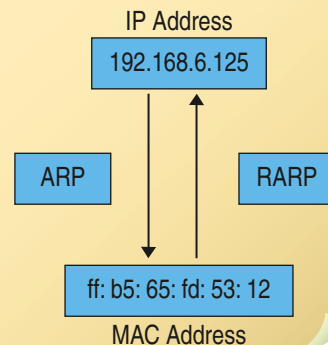 IP Address
192.168.6.125
ARP
RARP
ff: b5: 65: fd: 53: 12
MAC Address